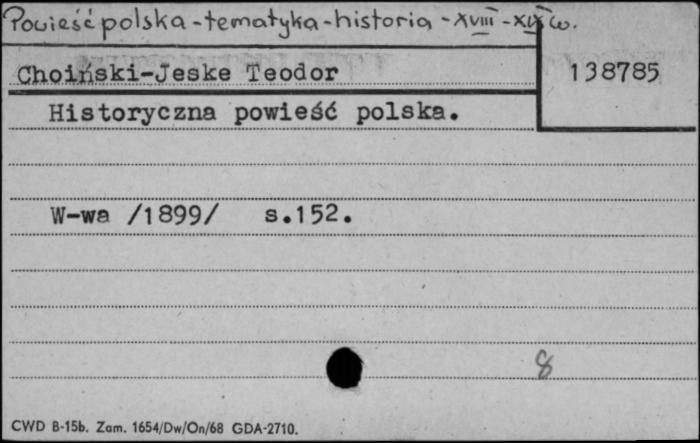 Powieść polska - tematyka - historia - XVIII - XIX w.
Choiński-Jeske Teodor
138785
Historyczna powieść polska.
W-wa /1899/ s.152.
8
CWD B-15b. Zam. 1654/Dw/On/68 GDA-2710.